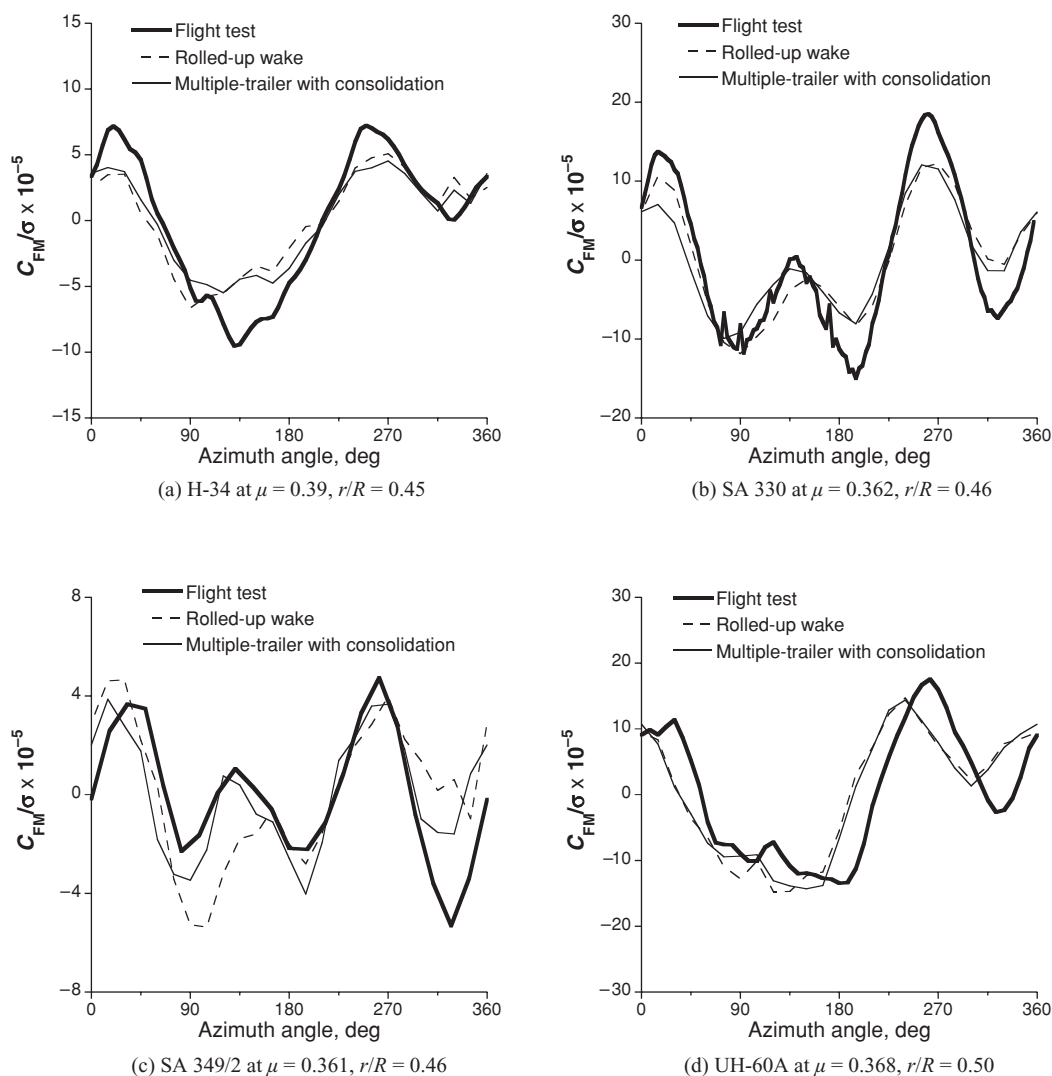 15
10
5
0
−5
−10
−15
C_FM/σ x 10⁻⁵
Flight test
Rolled-up wake
Multiple-trailer with consolidation
0 90 180 270 360
Azimuth angle, deg
(a) H-34 at μ = 0.39, r/R = 0.45
30
20
10
0
−10
−20
C_FM/σ x 10⁻⁵
Flight test
Rolled-up wake
Multiple-trailer with consolidation
0 90 180 270 360
Azimuth angle, deg
(b) SA 330 at μ = 0.362, r/R = 0.46
8
4
0
−4
−8
C_FM/σ x 10⁻⁵
Flight test
Rolled-up wake
Multiple-trailer with consolidation
0 90 180 270 360
Azimuth angle, deg
(c) SA 349/2 at μ = 0.361, r/R = 0.46
30
20
10
0
−10
−20
−30
C_FM/σ x 10⁻⁵
Flight test
Rolled-up wake
Multiple-trailer with consolidation
0 90 180 270 360
Azimuth angle, deg
(d) UH-60A at μ = 0.368, r/R = 0.50